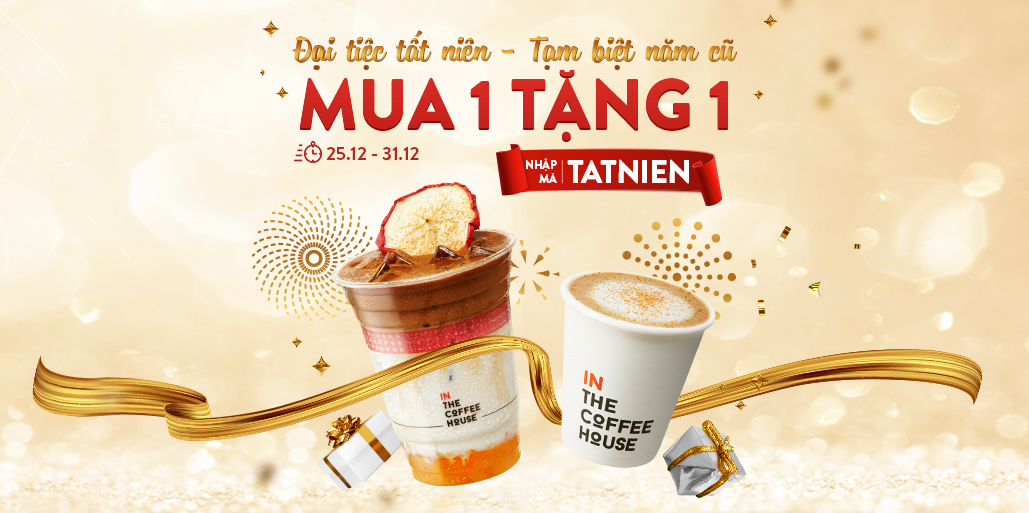 Đại tiệc tất niên - Tạm biệt năm cũ
MUA 1 TẶNG 1
25.12 - 31.12
NHẬP
MÃ
TATNIEN
IN
THE
COFFEE
HOUSE
IN
THE
COFFEE
HOUSE